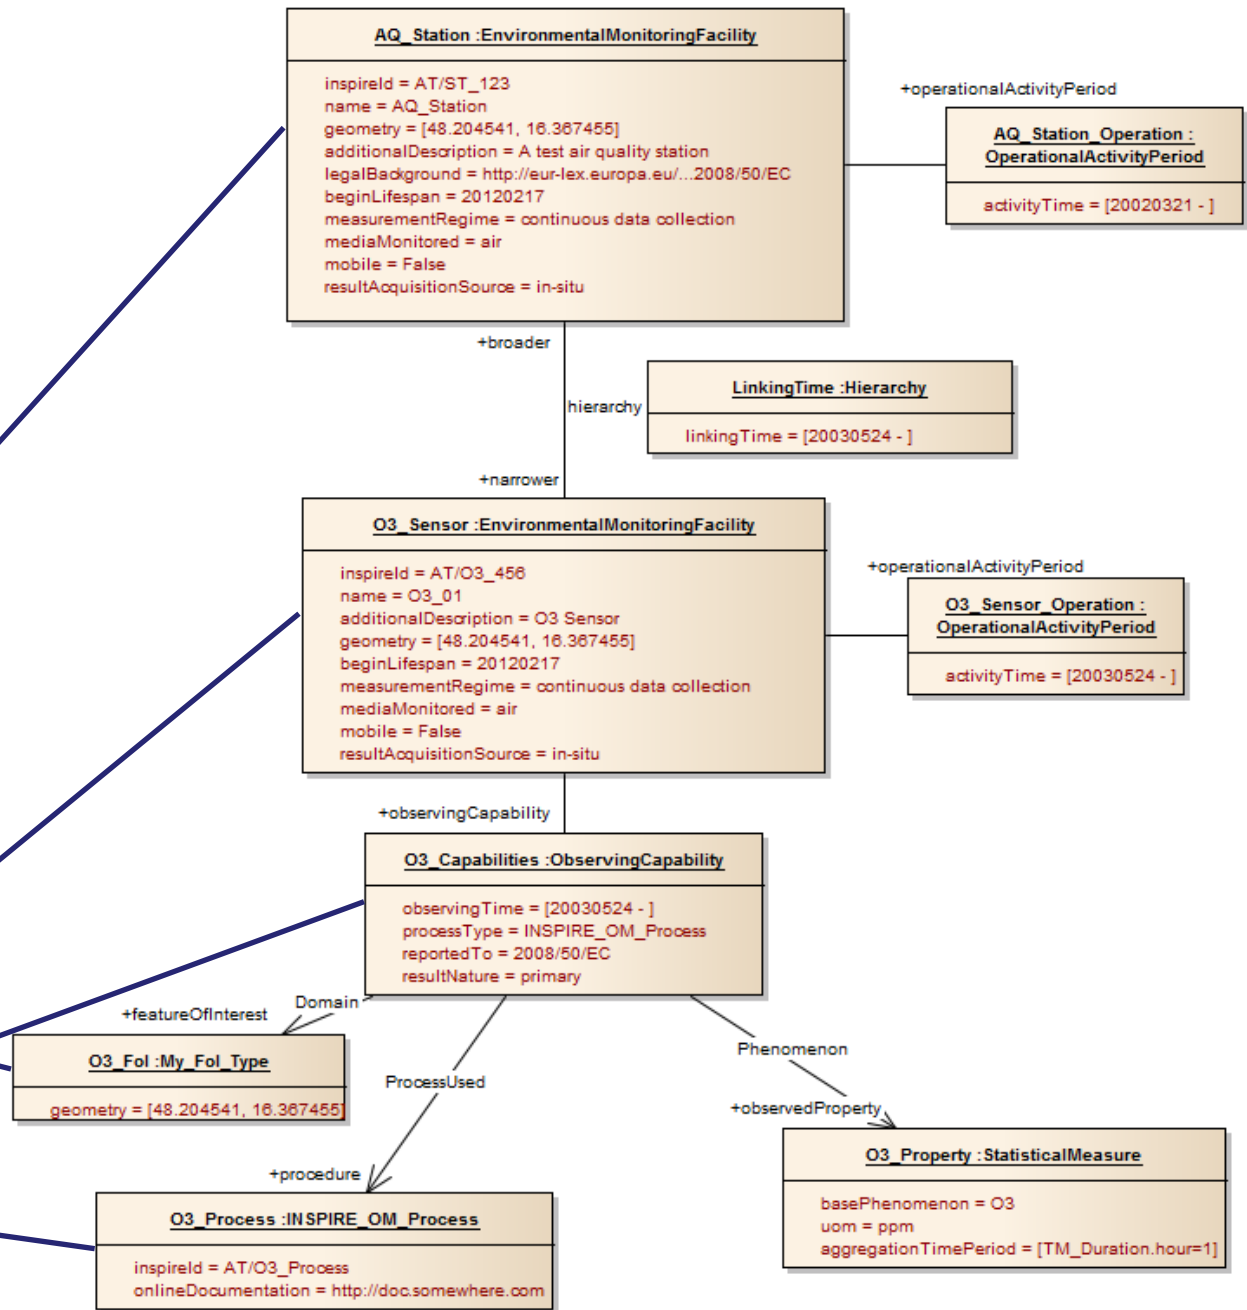 AQ_Station :EnvironmentalMonitoringFacility
inspireId = AT/ST_123
name = AQ_Station
geometry = [48.204541, 16.367455]
additionalDescription = A test air quality station
legalBackground = http://eur-lex.europa.eu/...2008/50/EC
beginLifespan = 20120217
measurementRegime = continuous data collection
mediaMonitored = air
mobile = False
resultAcquisitionSource = in-situ
+operationalActivityPeriod
AQ_Station_Operation :
OperationalActivityPeriod
activityTime = [20020321 - ]
+broader
hierarchy
LinkingTime :Hierarchy
linkingTime = [20030524 - ]
+narrower
O3_Sensor :EnvironmentalMonitoringFacility
inspireId = AT/O3_456
name = O3_01
additionalDescription = O3 Sensor
geometry = [48.204541, 16.367455]
beginLifespan = 20120217
measurementRegime = continuous data collection
mediaMonitored = air
mobile = False
resultAcquisitionSource = in-situ
+operationalActivityPeriod
O3_Sensor_Operation :
OperationalActivityPeriod
activityTime = [20030524 - ]
+observingCapability
O3_Capabilities :ObservingCapability
observingTime = [20030524 - ]
processType = INSPIRE_OM_Process
reportedTo = 2008/50/EC
resultNature = primary
Domain
+featureOfInterest
O3_FoI :My_FoI_Type
geometry = [48.204541, 16.367455]
ProcessUsed
+procedure
O3_Process :INSPIRE_OM_Process
inspireId = AT/O3_Process
onlineDocumentation = http://doc.somewhere.com
Phenomenon
+observedProperty
O3_Property :StatisticalMeasure
basePhenomenon = O3
uom = ppm
aggregationTimePeriod = [TM_Duration.hour=1]